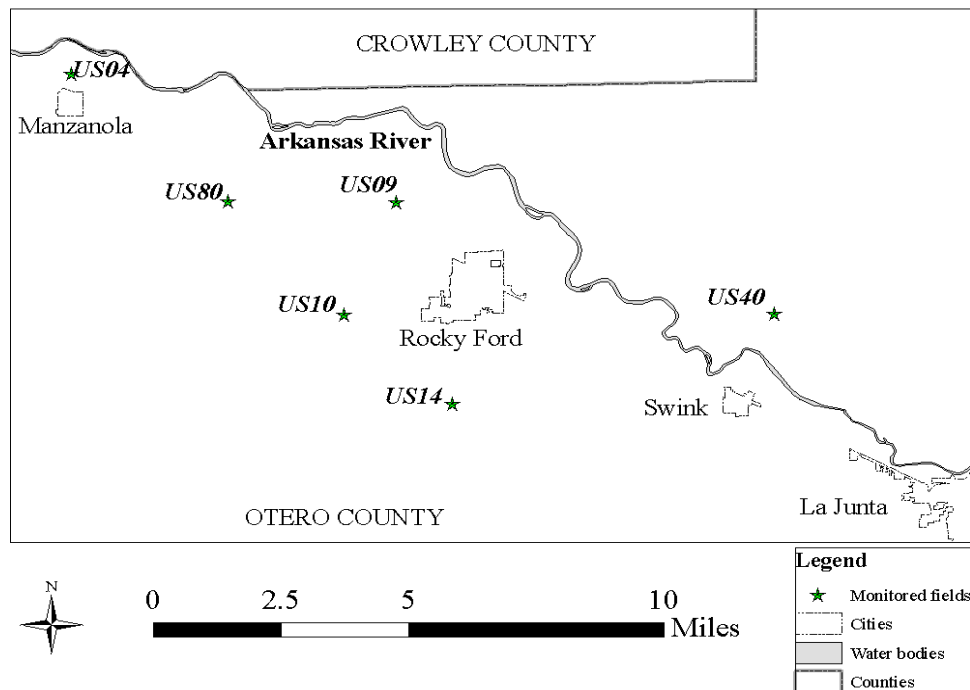 CROWLEY COUNTY
US04
Manzanola
Arkansas River
US80
US09
US10
Rocky Ford
US40
US14
Swink
La Junta
OTERO COUNTY
N
0 2.5 5 10
Miles
Legend
Monitored fields
Cities
Water bodies
Counties